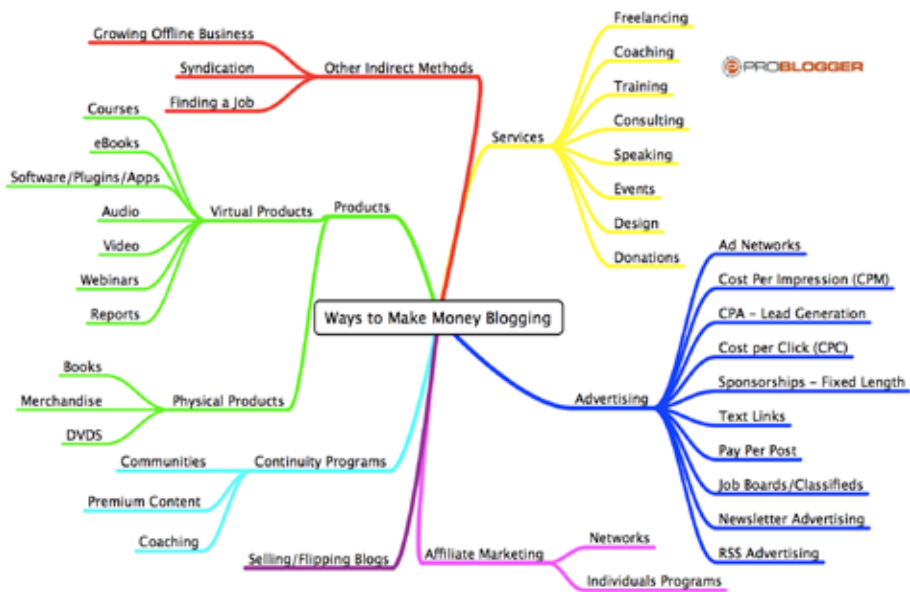 Freelancing
Growing Offline Business
Coaching
Syndication
Other Indirect Methods
PROBLOGGER
Training
Finding a Job
Courses
Consulting
Services
eBooks
Speaking
Software/Plugins/Apps
Events
Audio
Virtual Products
Products
Design
Video
Donations
Ad Networks
Webinars
Cost Per Impression (CPM)
Reports
Ways to Make Money Blogging
CPA - Lead Generation
Cost per Click (CPC)
Books
Sponsorships - Fixed Length
Merchandise
Physical Products
Advertising
Text Links
DVDS
Pay Per Post
Communities
Continuity Programs
Job Boards/Classifieds
Premium Content
Newsletter Advertising
Coaching
Networks
Selling/Flipping Blogs
Affiliate Marketing
RSS Advertising
Individuals Programs